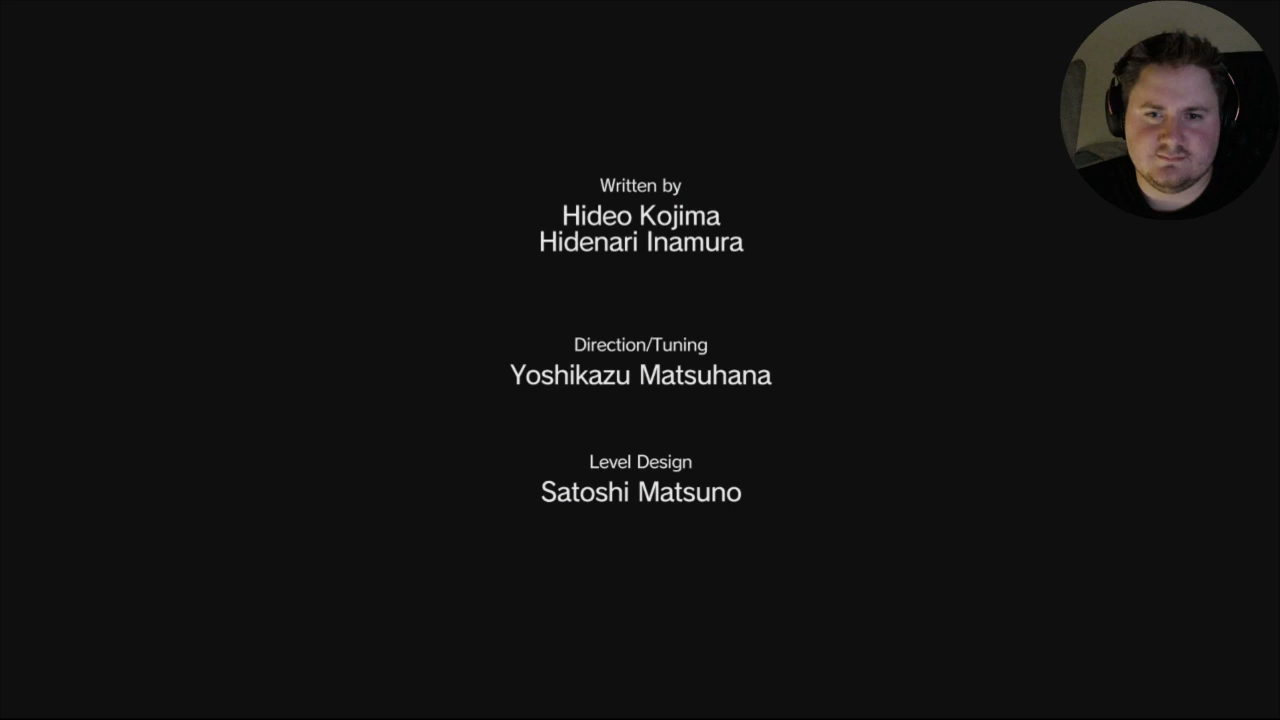 Written by
Hideo Kojima
Hidenari Inamura
Direction/Tuning
Yoshikazu Matsuhana
Level Design
Satoshi Matsuno